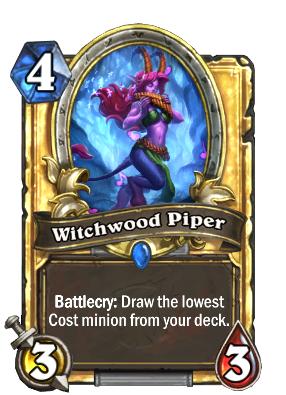 4
Witchwood Piper
Battlecry: Draw the lowest
Cost minion from your deck.
3 3